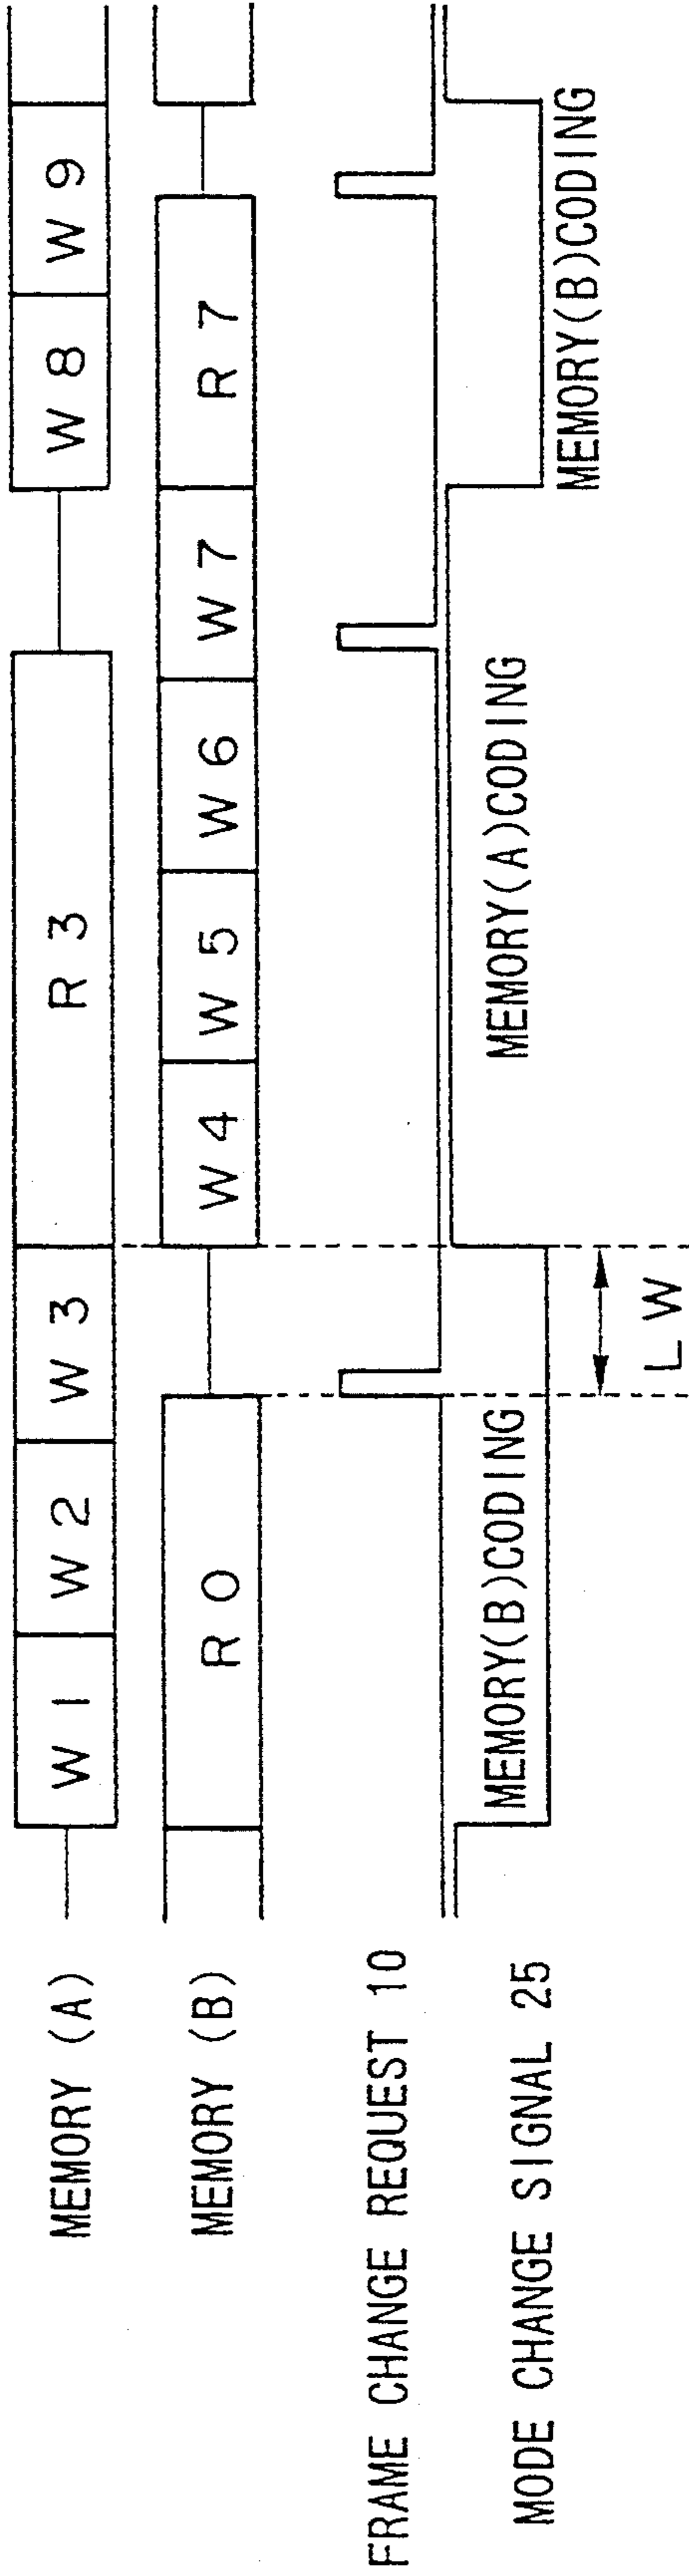 MEMORY (A)
W 1 W 2 W 3 R 3 W 8 W 9
MEMORY (B)
R 0 W 4 W 5 W 6 W 7 R 7
FRAME CHANGE REQUEST 10
MODE CHANGE SIGNAL 25
MEMORY(B)CODING
MEMORY(A)CODING
MEMORY(B)CODING
L W